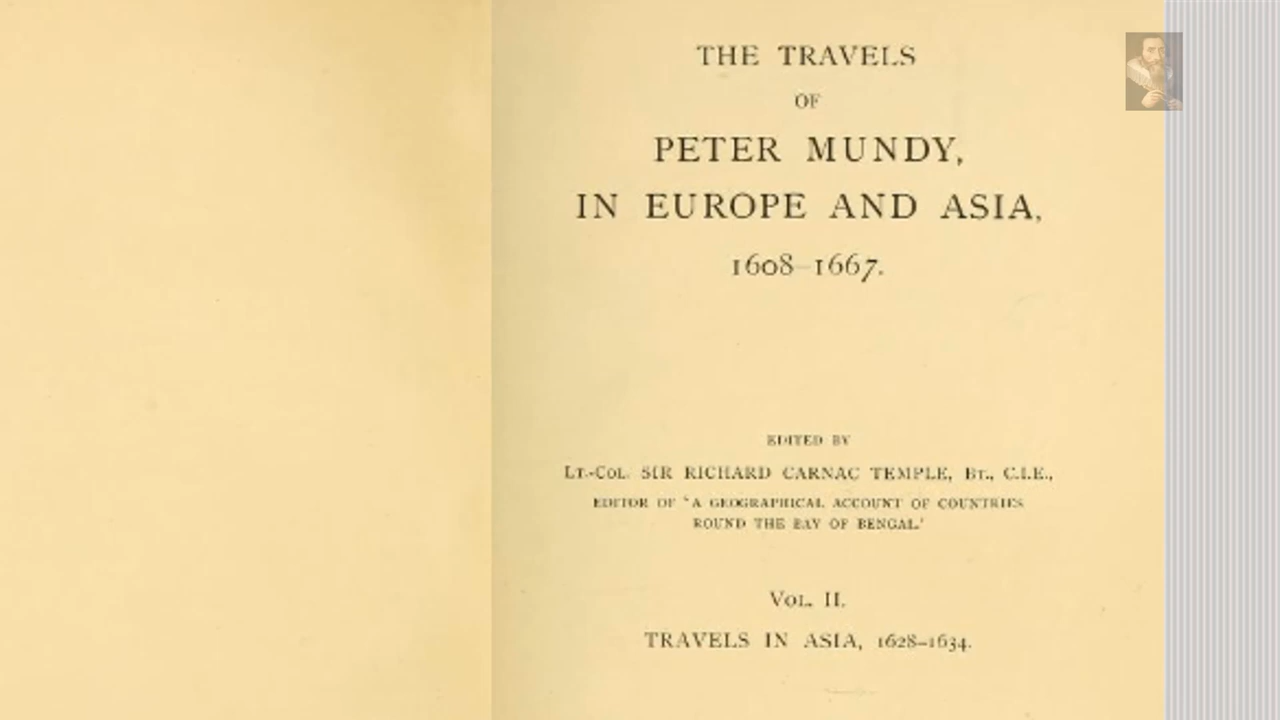 THE TRAVELS
OF
PETER MUNDY,
IN EUROPE AND ASIA,
1608–1667.
EDITED BY
LT.-COL. SIR RICHARD CARNAC TEMPLE, BT., C.I.E.,
EDITOR OF 'A GEOGRAPHICAL ACCOUNT OF COUNTRIES
ROUND THE BAY OF BENGAL.'
VOL. II.
TRAVELS IN ASIA, 1628–1634.